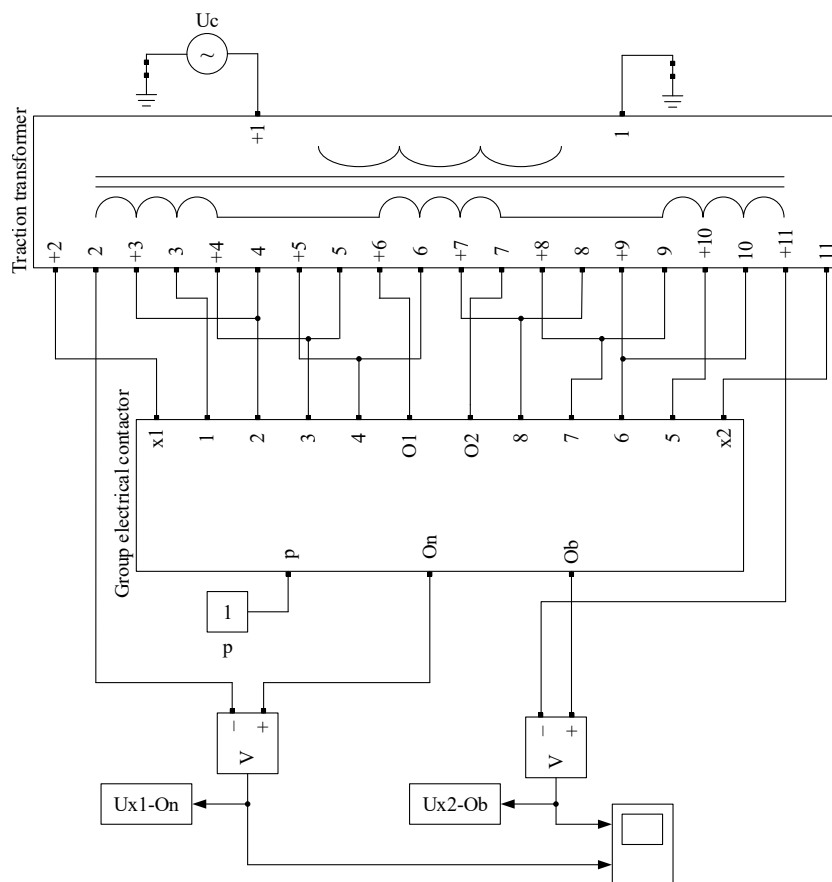 Uc
~
+1
1
Traction transformer
+2
2
+3
3
+4
4
+5
5
+6
6
+7
7
+8
8
+9
9
+10
10
+11
11
Group electrical contactor
x1
1
2
3
4
O1
O2
8
7
6
5
x2
p
On
Ob
1
p
− +
V
− +
V
Ux1-On
Ux2-Ob